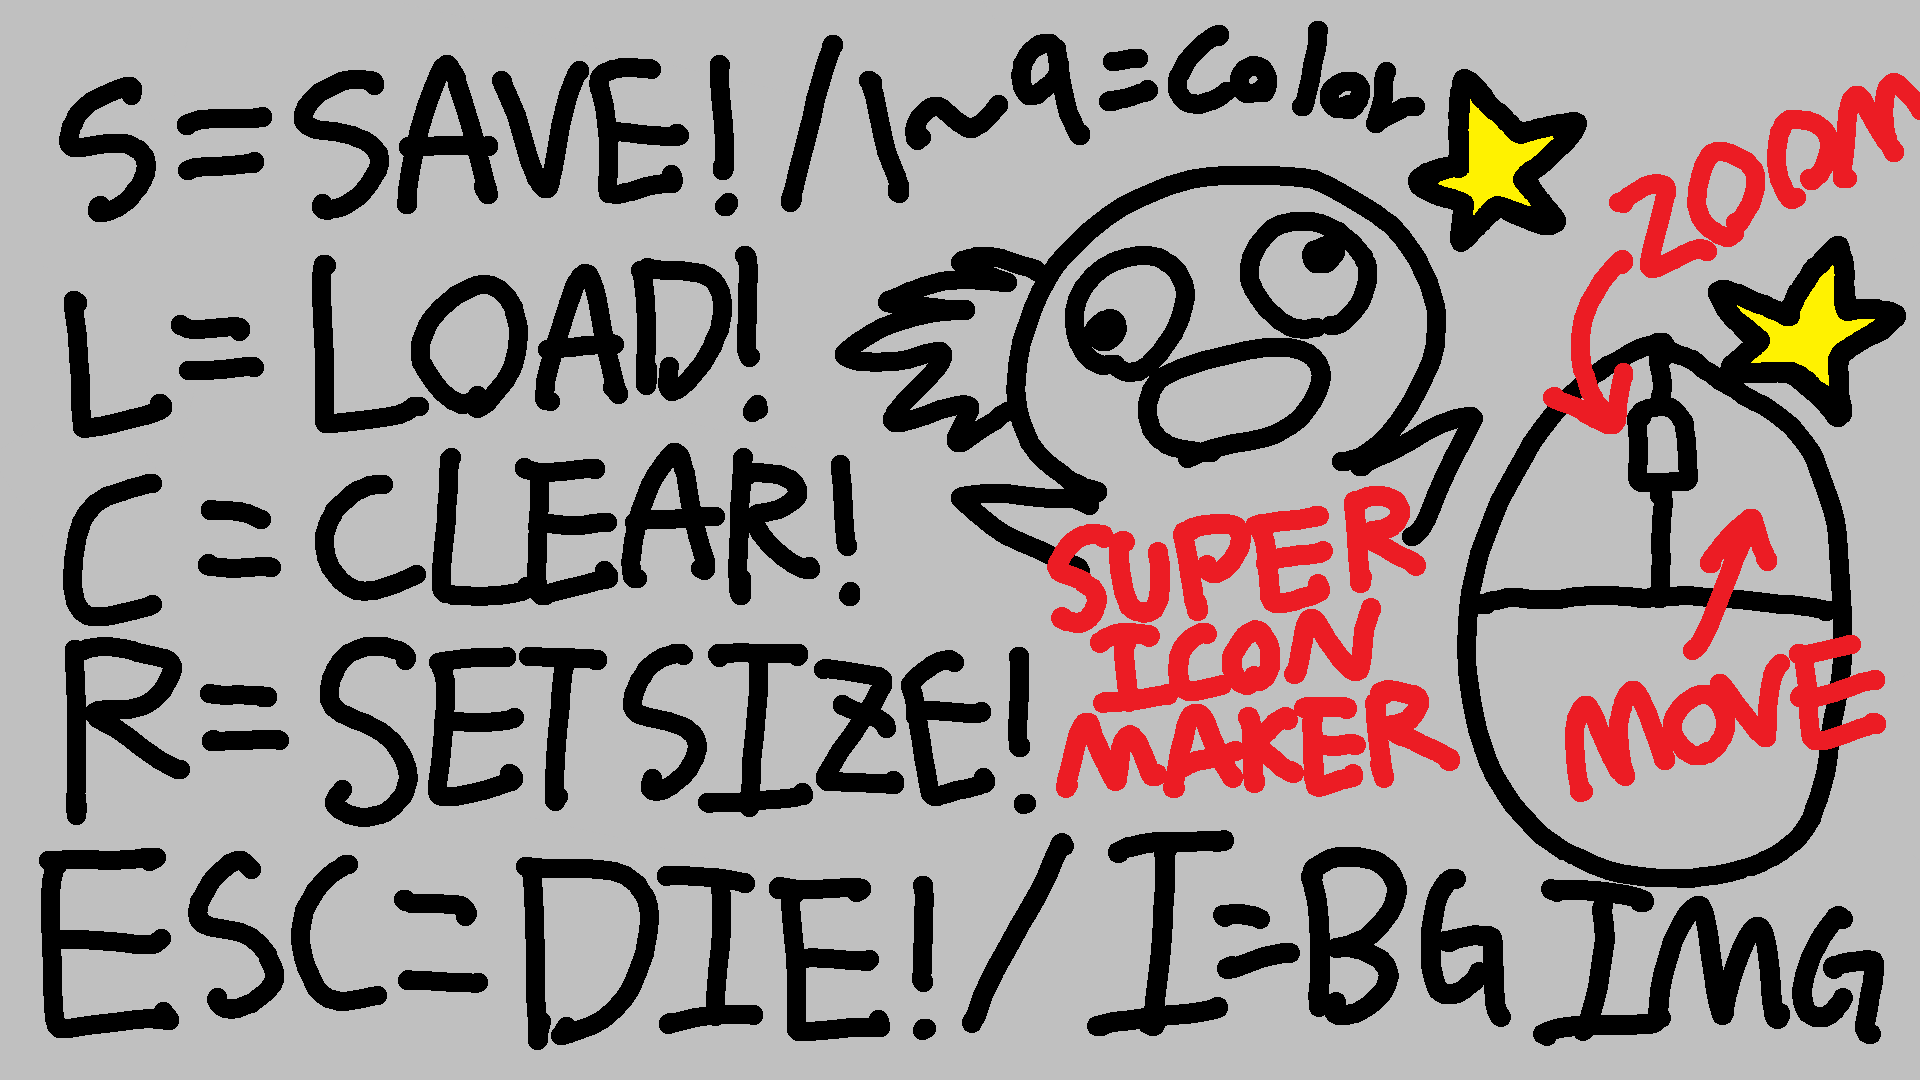 S=SAVE! / 1~9=Color
L=LOAD!
C=CLEAR!
R=SETSIZE!
ESC=DIE! / I=BG IMG
SUPER
ICON
MAKER
ZOOM
MOVE